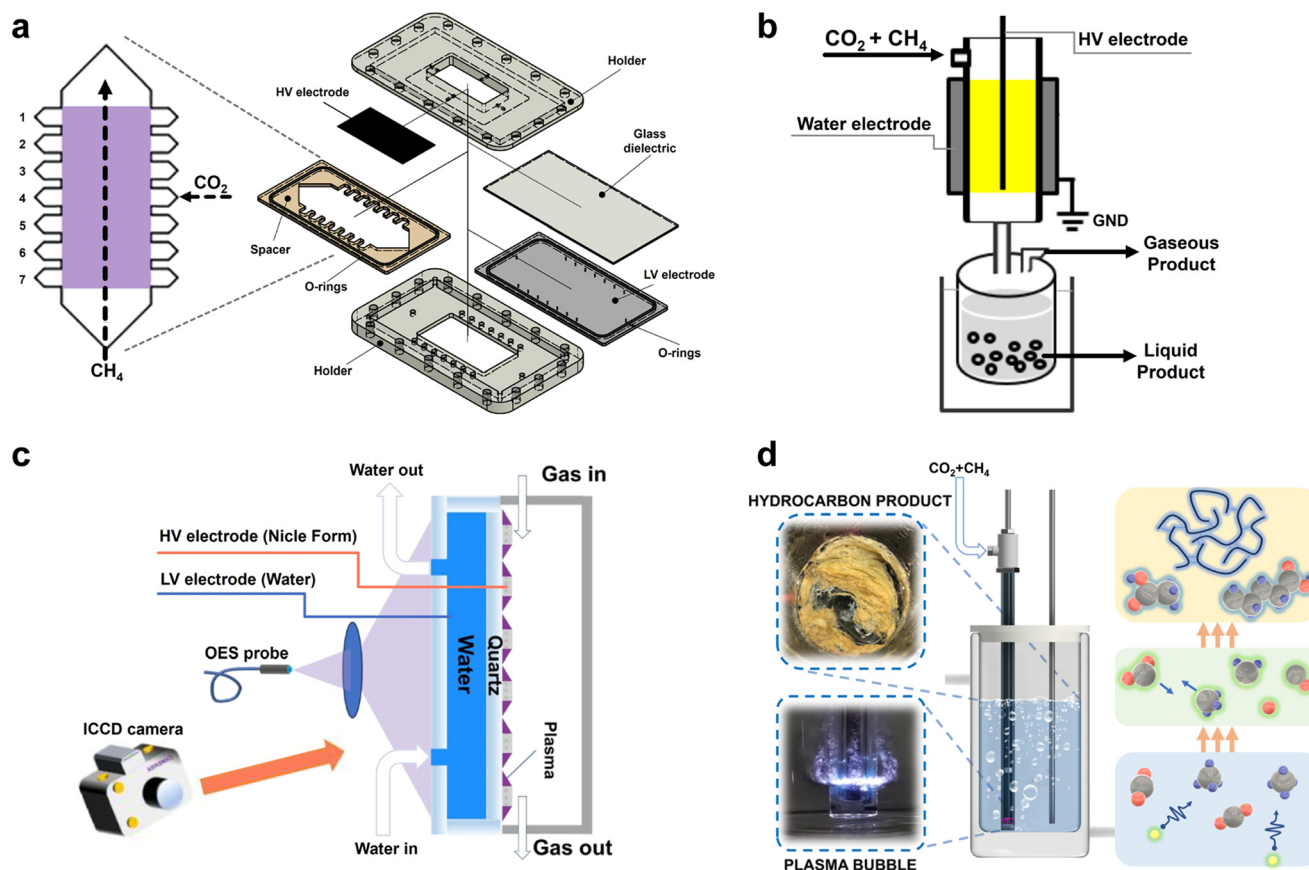 a
1
2
3
4
5
6
7
CO2
CH4
HV electrode
Holder
Glass
dielectric
Spacer
O-rings
LV electrode
O-rings
Holder
b
CO2 + CH4
HV electrode
Water electrode
GND
Gaseous
Product
Liquid
Product
c
Water out
Gas in
HV electrode (Nicle Form)
LV electrode (Water)
OES probe
Water
Quartz
ICCD camera
Plasma
Water in
Gas out
d
CO2+CH4
HYDROCARBON PRODUCT
PLASMA BUBBLE